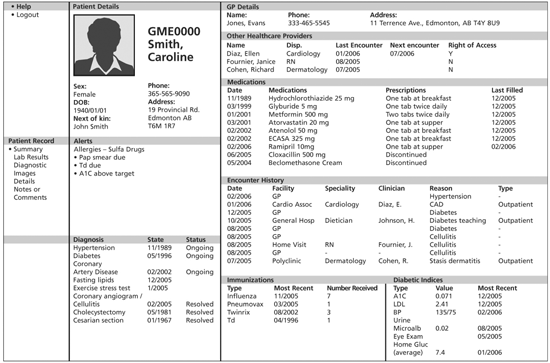 • Help
• Logout
Patient Record
• Summary
Lab Results
Diagnostic
Images
Details
Notes or
Comments
Patient Details
GME0000
Smith,
Caroline
Sex:
Female
DOB:
1940/01/01
Next of kin:
John Smith
Phone:
365-565-9090
Address:
19 Provincial Rd.
Edmonton AB
T6M 1R7
Alerts
Allergies – Sulfa Drugs
• Pap smear due
• Td due
• A1C above target
Diagnosis State Status
Hypertension 11/1989 Ongoing
Diabetes 05/1996 Ongoing
Coronary
Artery Disease 02/2002 Ongoing
Fasting lipids 12/2005
Exercise stress test 1/2005
Coronary angiogram /
Cellulitis 02/2005 Resolved
Cholecystectomy 05/1981 Resolved
Cesarian section 01/1967 Resolved
GP Details
Name: Phone: Address:
Jones, Evans 333-465-5545 11 Terrence Ave., Edmonton, AB T4Y 8U9
Other Healthcare Providers
Name Disp. Last Encounter Next encounter Right of Access
Diaz, Ellen Cardiology 01/2006 07/2006 Y
Fournier, Janice RN 08/2005 N
Cohen, Richard Dermatology 07/2005 N
Medications
Date Medications Prescriptions Last Filled
11/1989 Hydrochlorothiazide 25 mg One tab at breakfast 12/2005
03/1999 Glyburide 5 mg One tab twice daily 12/2005
01/2001 Metformin 500 mg Two tabs twice daily 12/2005
03/2001 Atorvastatin 20 mg One tab at supper 12/2005
02/2002 Atenolol 50 mg One tab at breakfast 12/2005
02/2002 ECASA 325 mg One tab at breakfast 12/2005
02/2006 Ramipril 10mg One tab at supper 02/2006
06/2005 Cloxacillin 500 mg Discontinued
05/2004 Beclomethasone Cream Discontinued
Encounter History
Date Facility Speciality Clinician Reason Type
02/2006 GP Hypertension -
01/2006 Cardio Assoc Cardiology Diaz, E. CAD Outpatient
12/2005 GP Diabetes -
10/2005 General Hosp Dietician Johnson, H. Diabetes teaching Outpatient
08/2005 GP Diabetes -
08/2005 GP Cellulitis -
08/2005 Home Visit RN Fournier, J. Cellulitis -
08/2005 GP - - Cellulitis -
07/2005 Polyclinic Dermatology Cohen, R. Stasis dermatitis Outpatient
Immunizations
Type Most Recent Number Received
Influenza 11/2005 7
Pneumovax 03/2005 1
Twinrix 08/2002 3
Td 04/1996 1
Diabetic Indices
Type Value Most Recent
A1C 0.071 12/2005
LDL 2.41 12/2005
BP 135/75 02/2006
Urine
Microalb 0.02 08/2005
Eye Exam 05/2005
Home Gluc
(average) 7.4 01/2006